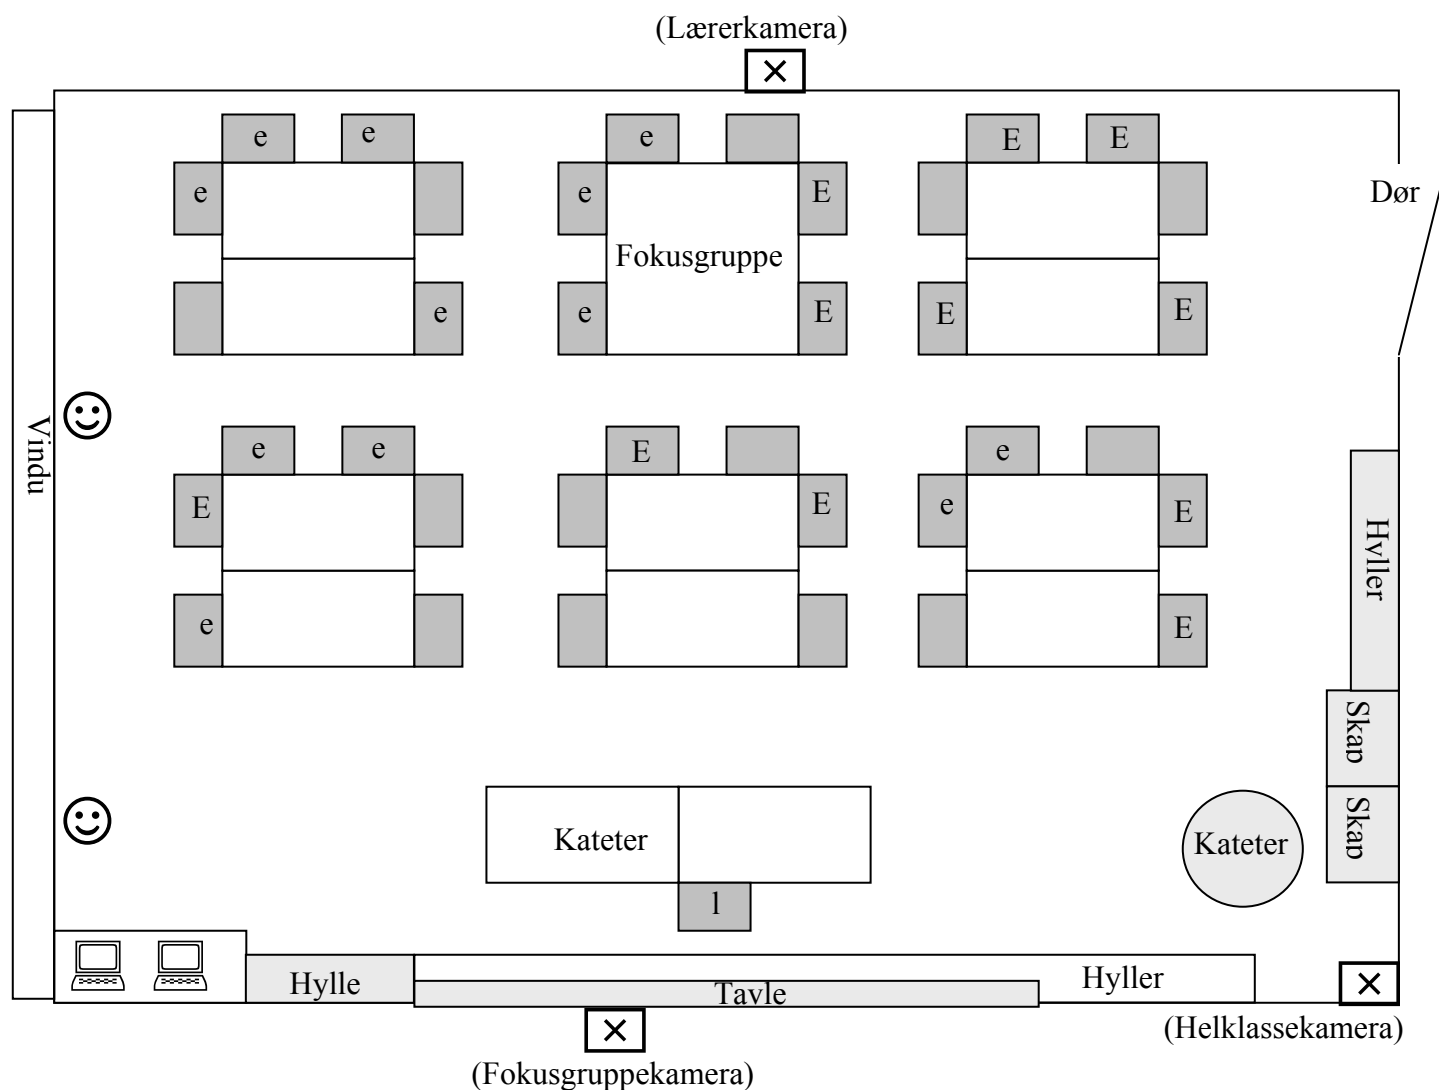 (Lærerkamera)
e e e E E
e e E Dør
Fokusgruppe
e e E E E
Vindu
e e E e
E E e E
Hyller
e E
Skap
Kateter
Skap
Kateter
l
Hylle
Tavle
Hyller
(Helklassekamera)
(Fokusgruppekamera)